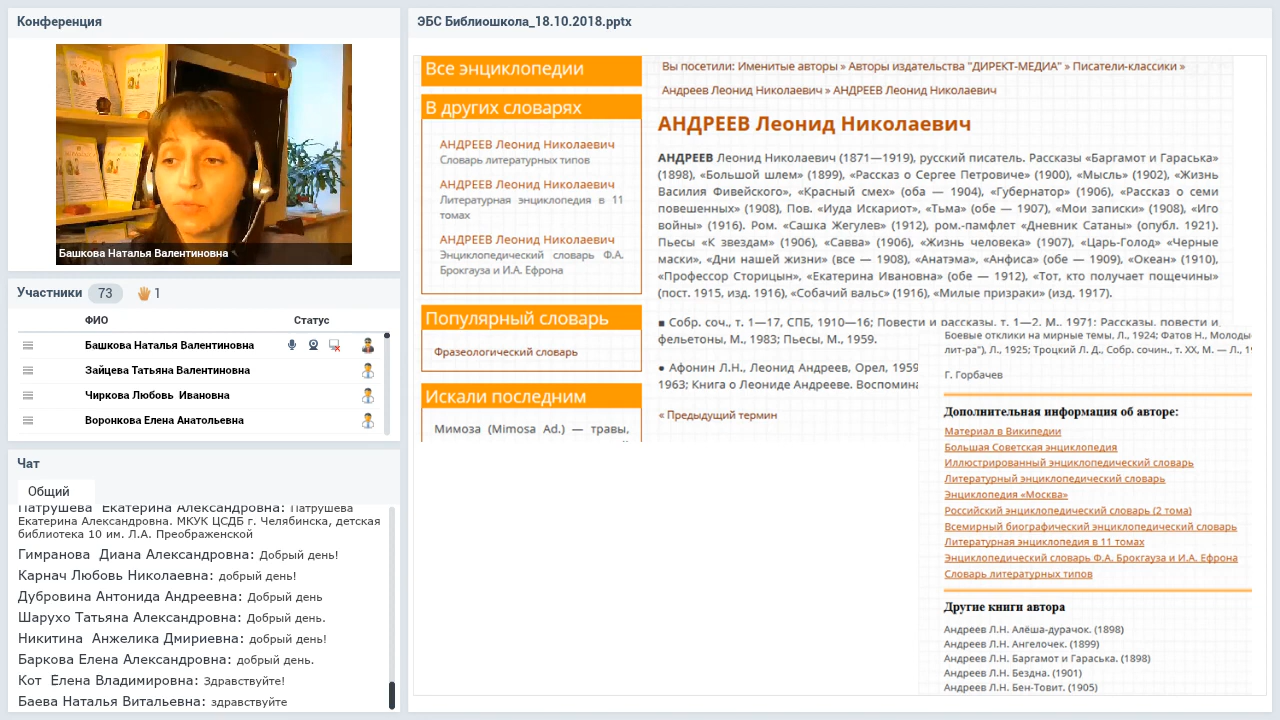 Конференция
Башкова Наталья Валентиновна
Участники 73 1
ФИО Статус
Башкова Наталья Валентиновна
Зайцева Татьяна Валентиновна
Чиркова Любовь Ивановна
Воронкова Елена Анатольевна
Чат
Общий
Патрушева Екатерина Александровна: Патрушева
Екатерина Александровна. МКУК ЦСДБ г. Челябинска, детская
библиотека 10 им. Л.А. Преображенской
Гимранова Диана Александровна: Добрый день!
Карнач Любовь Николаевна: добрый день!
Дубровина Антонида Андреевна: Добрый день
Шарухо Татьяна Александровна: Добрый день.
Никитина Анжелика Дмириевна: добрый день!
Баркова Елена Александровна: добрый день.
Кот Елена Владимировна: Здравствуйте!
Баева Наталья Витальевна: здравствуйте
ЭБС Библиошкола_18.10.2018.pptx
Все энциклопедии
В других словарях
АНДРЕЕВ Леонид Николаевич
Словарь литературных типов
АНДРЕЕВ Леонид Николаевич
Литературная энциклопедия в 11
томах
АНДРЕЕВ Леонид Николаевич
Энциклопедический словарь Ф.А.
Брокгауза и И.А. Ефрона
Популярный словарь
Фразеологический словарь
Искали последним
Мимоза (Mimosa Ad.) — травы,
Вы посетили: Именитые авторы » Авторы издательства "ДИРЕКТ-МЕДИА" » Писатели-классики »
Андреев Леонид Николаевич » АНДРЕЕВ Леонид Николаевич
АНДРЕЕВ Леонид Николаевич
АНДРЕЕВ Леонид Николаевич (1871—1919), русский писатель. Рассказы «Баргамот и Гараська»
(1898), «Большой шлем» (1899), «Рассказ о Сергее Петровиче» (1900), «Мысль» (1902), «Жизнь
Василия Фивейского», «Красный смех» (оба — 1904), «Губернатор» (1906), «Рассказ о семи
повешенных» (1908), Пов. «Иуда Искариот», «Тьма» (обе — 1907), «Мои записки» (1908), «Иго
войны» (1916). Ром. «Сашка Жегулев» (1912), ром.-памфлет «Дневник Сатаны» (опубл. 1921).
Пьесы «К звездам» (1906), «Савва» (1906), «Жизнь человека» (1907), «Царь-Голод» «Черные
маски», «Дни нашей жизни» (все — 1908), «Анатэма», «Анфиса» (обе — 1909), «Океан» (1910),
«Профессор Сторицын», «Екатерина Ивановна» (обе — 1912), «Тот, кто получает пощечины»
(пост. 1915, изд. 1916), «Собачий вальс» (1916), «Милые призраки» (изд. 1917).
■ Собр. соч., т. 1—17, СПБ, 1910—16; Повести и рассказы, т. 1—2, М., 1971; Рассказы, повести и
фельетоны, М., 1983; Пьесы, М., 1959.
● Афонин Л.Н., Леонид Андреев, Орел, 1959
1963; Книга о Леониде Андрееве. Воспомина
« Предыдущий термин
Боевые отклики на мирные темы, Л., 1924; Фатов Н., Молоды
лит-ра"), Л., 1925; Троцкий Л. Д., Собр. сочин., т. XX, М. — Л., 19
Г. Горбачев
Дополнительная информация об авторе:
Материал в Википедии
Большая Советская энциклопедия
Иллюстрированный энциклопедический словарь
Литературный энциклопедический словарь
Энциклопедия «Москва»
Российский энциклопедический словарь (2 тома)
Всемирный биографический энциклопедический словарь
Литературная энциклопедия в 11 томах
Энциклопедический словарь Ф.А. Брокгауза и И.А. Ефрона
Словарь литературных типов
Другие книги автора
Андреев Л.Н. Алёша-дурачок. (1898)
Андреев Л.Н. Ангелочек. (1899)
Андреев Л.Н. Баргамот и Гараська. (1898)
Андреев Л.Н. Бездна. (1901)
Андреев Л.Н. Бен-Товит. (1905)